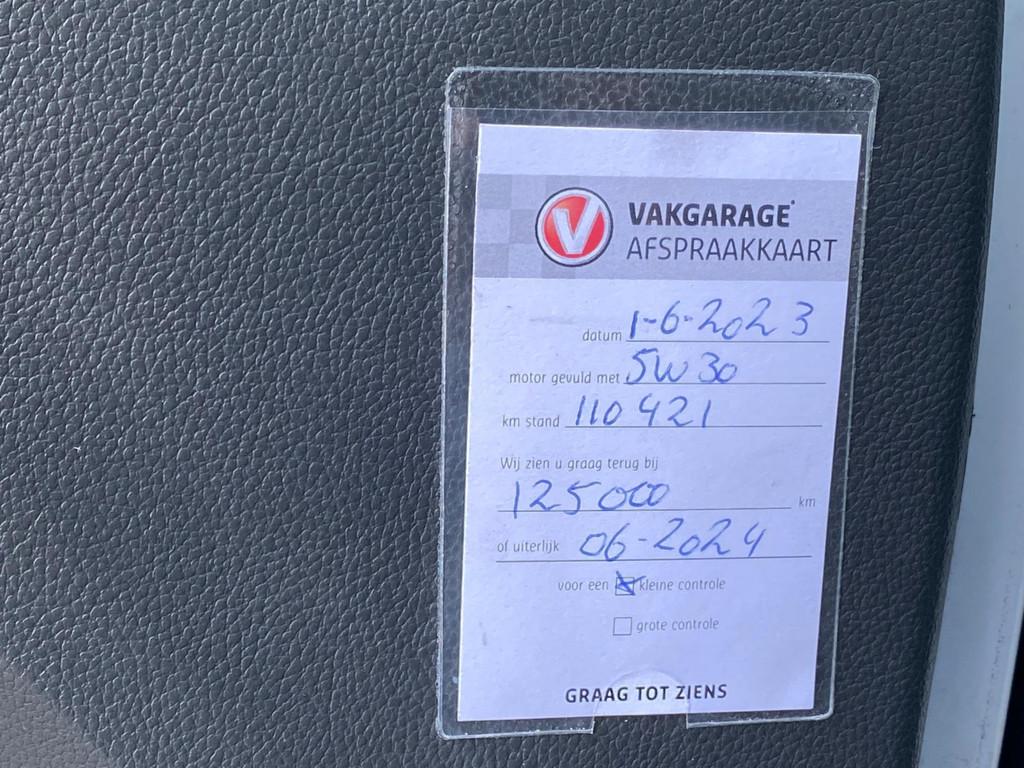 V VAKGARAGE
AFSPRAAKKAART
datum 1-6-2023
motor gevuld met 5W30
km stand 110421
Wij zien u graag terug bij
125000 km
of uiterlijk 06-2024
voor een kleine controle
grote controle
GRAAG TOT ZIENS